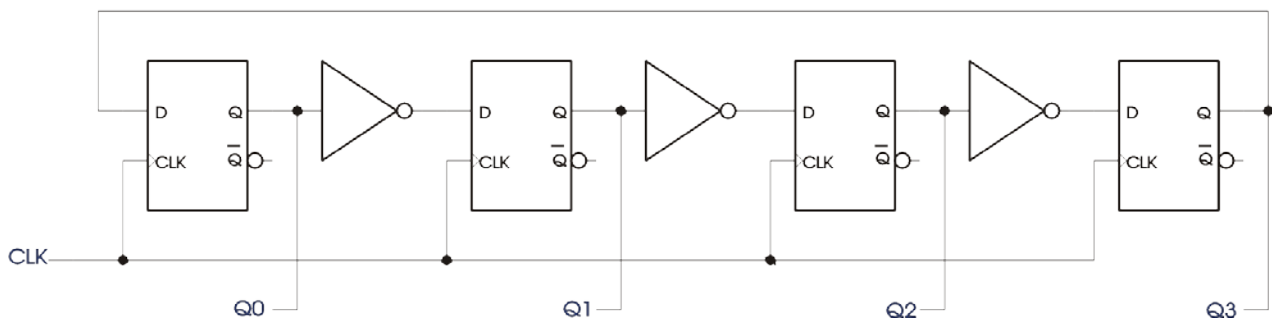 D Q D Q D Q D Q
CLK Q̅ CLK Q̅ CLK Q̅ CLK Q̅
CLK
Q0 Q1 Q2 Q3